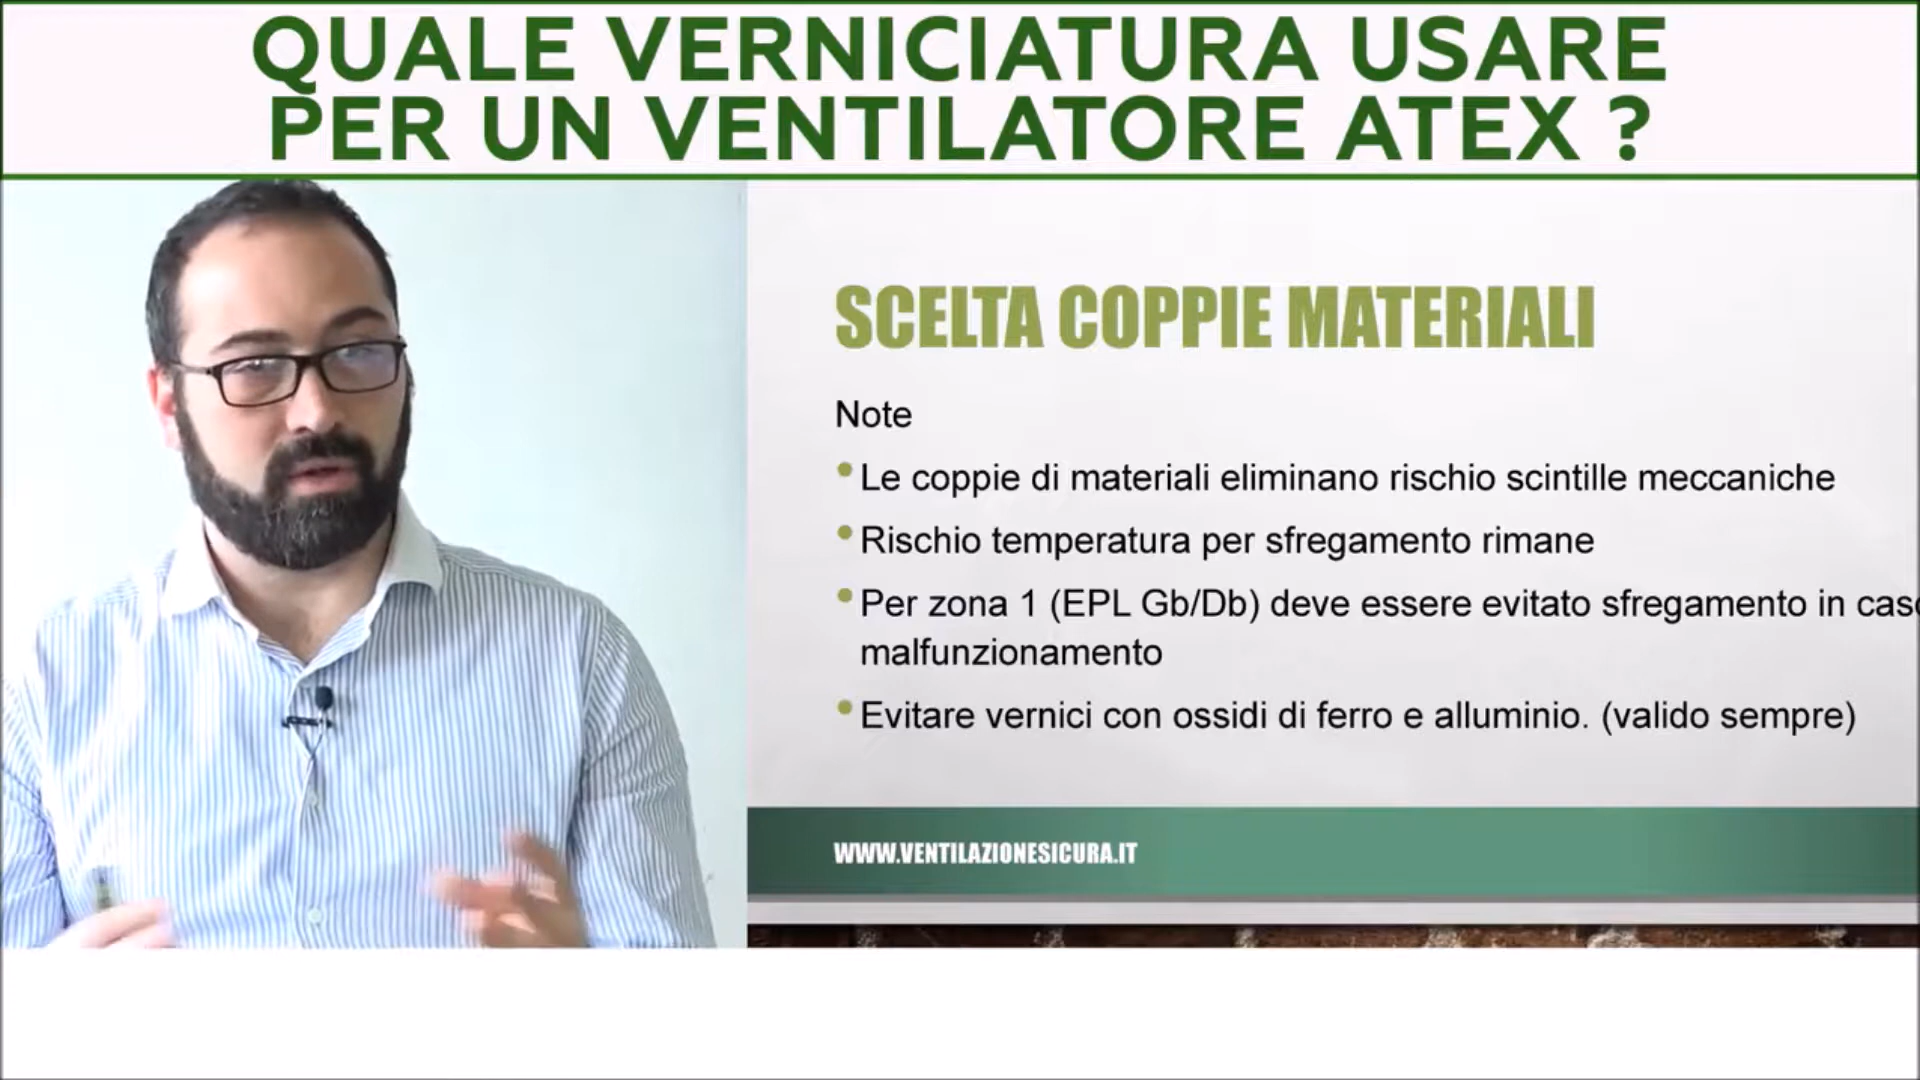 QUALE VERNICIATURA USARE
PER UN VENTILATORE ATEX ?
SCELTA COPPIE MATERIALI
Note
Le coppie di materiali eliminano rischio scintille meccaniche
Rischio temperatura per sfregamento rimane
Per zona 1 (EPL Gb/Db) deve essere evitato sfregamento in
malfunzionamento
Evitare vernici con ossidi di ferro e alluminio. (valido sempre)
WWW.VENTILAZIONESICURA.IT